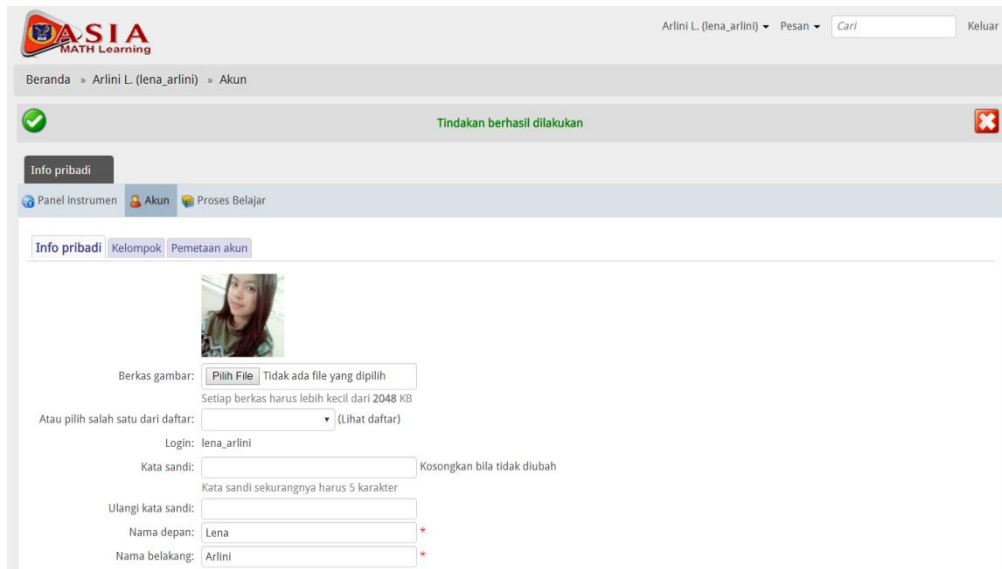 ASIA
MATH Learning
Arlini L. (lena_arlini) Pesan Cari Keluar
Beranda » Arlini L. (lena_arlini) » Akun
Tindakan berhasil dilakukan
Info pribadi
Panel instrumen Akun Proses Belajar
Info pribadi Kelompok Pemetaan akun
Berkas gambar: Pilih File Tidak ada file yang dipilih
Setiap berkas harus lebih kecil dari 2048 KB
Atau pilih salah satu dari daftar: (Lihat daftar)
Login: lena_arlini
Kata sandi: Kosongkan bila tidak diubah
Kata sandi sekurangnya harus 5 karakter
Ulangi kata sandi:
Nama depan: Lena *
Nama belakang: Arlini *